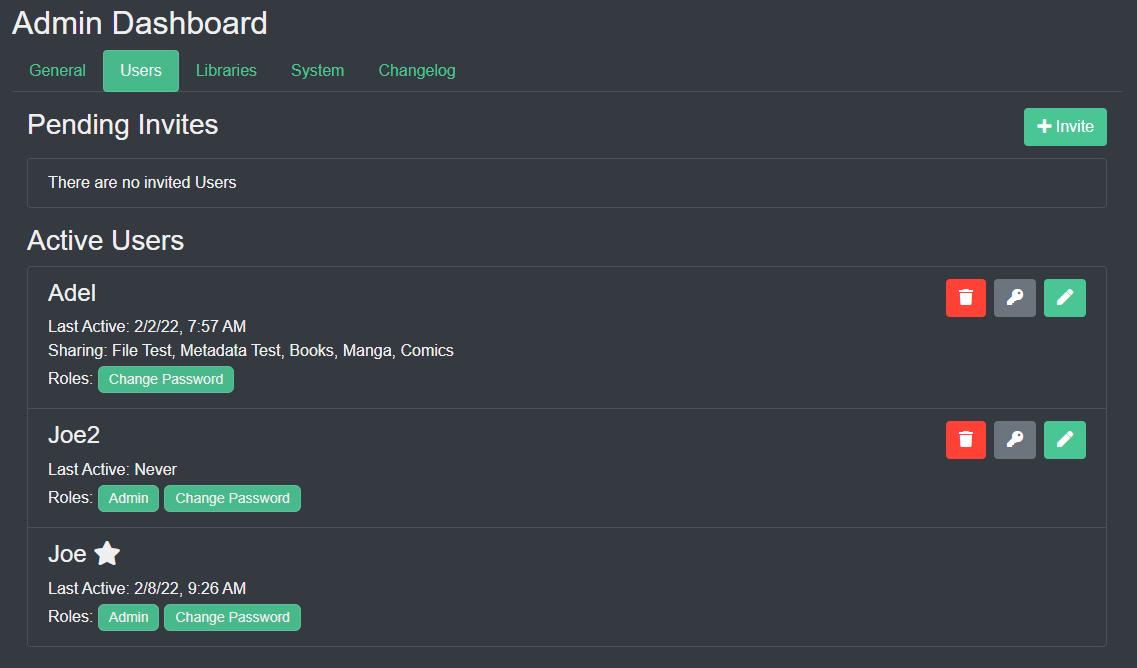 Admin Dashboard
General Users Libraries System Changelog
Pending Invites
Invite
There are no invited Users
Active Users
Adel
Last Active: 2/2/22, 7:57 AM
Sharing: File Test, Metadata Test, Books, Manga, Comics
Roles: Change Password
Joe2
Last Active: Never
Roles: Admin Change Password
Joe
Last Active: 2/8/22, 9:26 AM
Roles: Admin Change Password